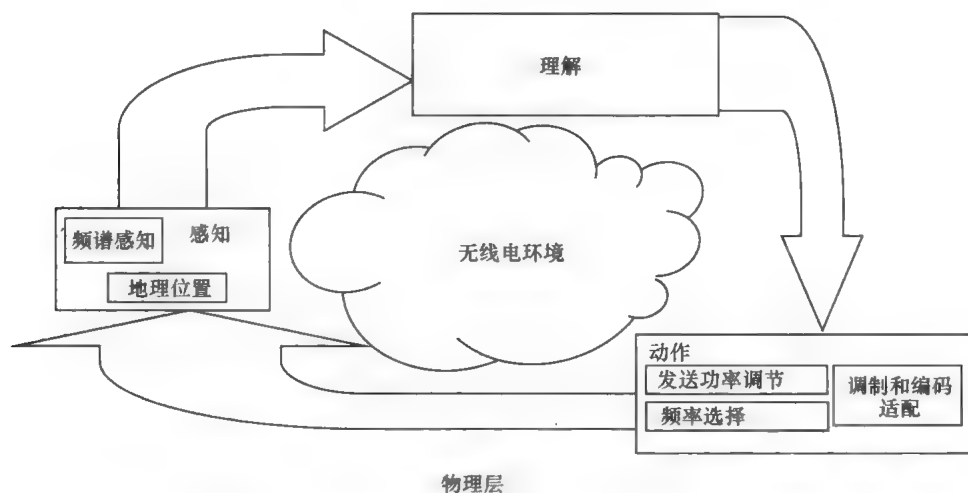 理解
频谱感知
感知
地理位置
无线电环境
动作
发送功率调节
频率选择
调制和编码
适配
物理层